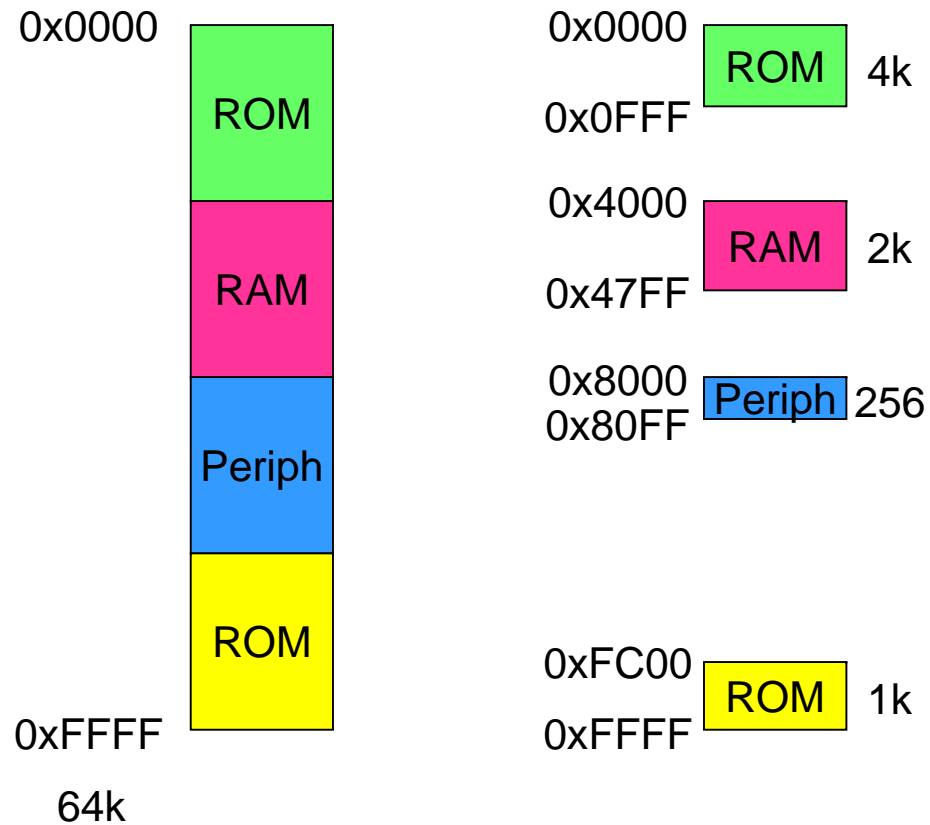 0x0000
ROM
RAM
Periph
ROM
0xFFFF
64k
0x0000
ROM 4k
0x0FFF
0x4000
RAM 2k
0x47FF
0x8000
Periph 256
0x80FF
0xFC00
ROM 1k
0xFFFF